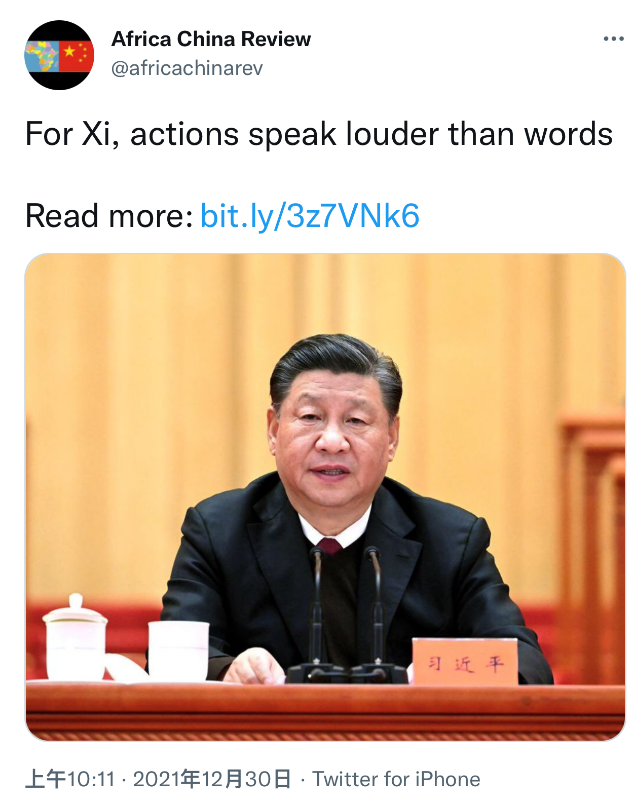 Africa China Review
@africachinarev
For Xi, actions speak louder than words
Read more: bit.ly/3z7VNk6
习近平
上午10:11 · 2021年12月30日 · Twitter for iPhone